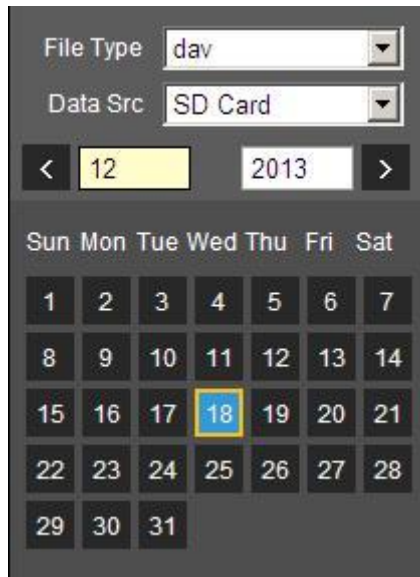 File Type dav
Data Src SD Card
< 12 2013 >
Sun Mon Tue Wed Thu Fri Sat
1 2 3 4 5 6 7
8 9 10 11 12 13 14
15 16 17 18 19 20 21
22 23 24 25 26 27 28
29 30 31